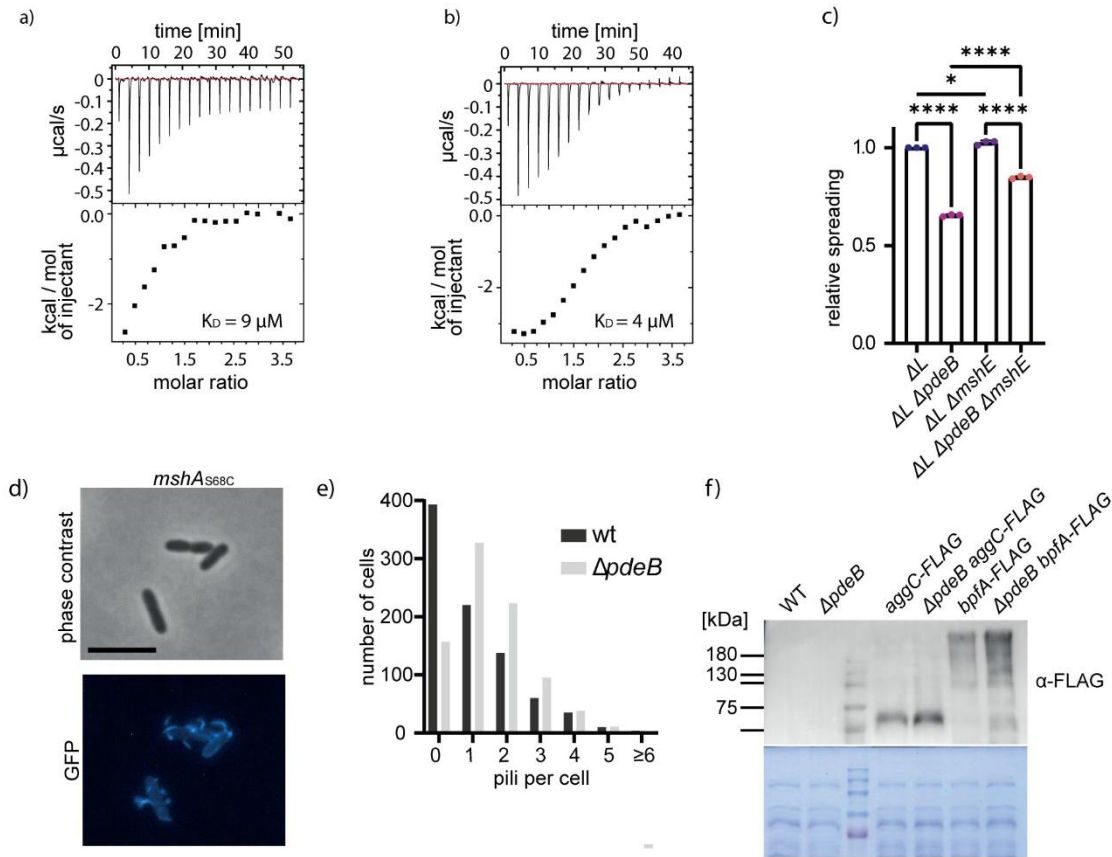 a)
time [min]
0 10 20 30 40 50
µcal/s
0
-0.1
-0.2
-0.3
-0.4
-0.5
kcal / mol
of injectant
0.0
-2
KD = 9 µM
0.5 1.5 2.5 3.5
molar ratio
b)
time [min]
0 10 20 30 40
µcal/s
0
-0.1
-0.2
-0.3
-0.4
-0.5
kcal / mol
of injectant
0.0
-2
KD = 4 µM
0.5 1.5 2.5 3.5
molar ratio
c)
****
*
**** ****
relative spreading
1.0
0.5
0.0
ΔL
ΔL ΔpdeB
ΔL ΔmshE
ΔL ΔpdeB ΔmshE
d)
mshAS68C
phase contrast
GFP
e)
number of cells
400
300
200
100
0
wt
ΔpdeB
0 1 2 3 4 5 ≥6
pili per cell
f)
WT
ΔpdeB
aggC-FLAG
ΔpdeB aggC-FLAG
bpfA-FLAG
ΔpdeB bpfA-FLAG
[kDa]
180
130
75
α-FLAG